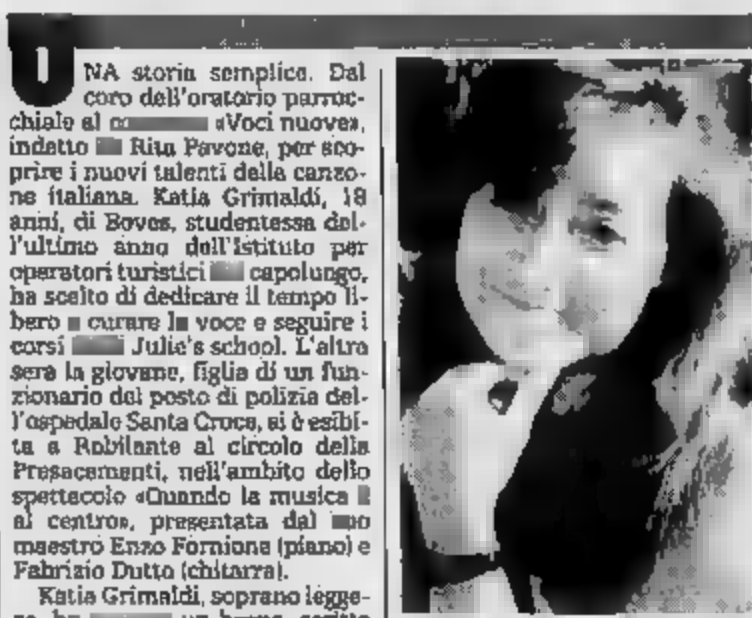 UNA storia semplice. Dal
coro dell'oratorio parroc-
chiale al «Voci nuove»,
indetto Rita Pavone, per sco-
prire i nuovi talenti della canzo-
ne italiana. Katia Grimaldi, 18
anni, di Boves, studentessa del-
l'ultimo anno dell'Istituto per
operatori turistici capoluogo,
ha scelto di dedicare il tempo li-
bero a curare la voce e seguire i
corsi Julie's school. L'altra
sera la giovane, figlia di un fun-
zionario del posto di polizia del-
l'ospedale Santa Croce, si è esibi-
ta a Robilante al circolo della
Presacementi, nell'ambito dello
spettacolo «Quando la musica è
al centro», presentata dal suo
maestro Enzo Fornione (piano) e
Fabrizio Dutto (chitarra).
Katia Grimaldi, soprano legge-